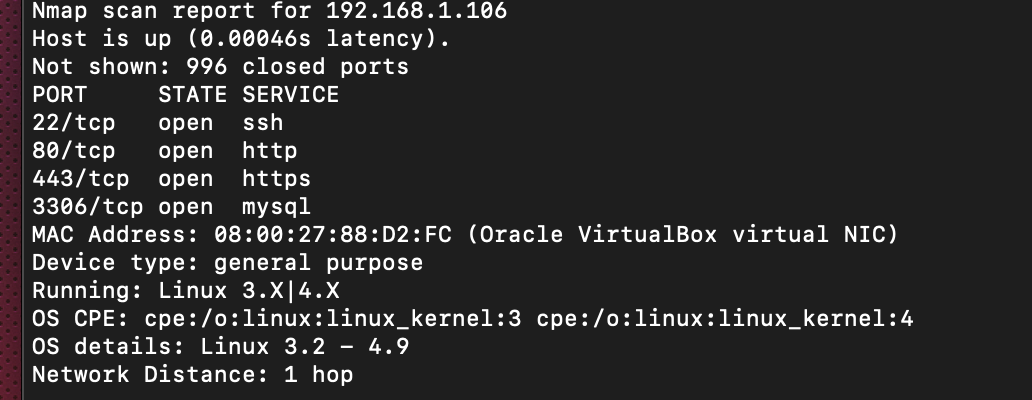 Nmap scan report for 192.168.1.106
Host is up (0.00046s latency).
Not shown: 996 closed ports
PORT     STATE SERVICE
22/tcp   open  ssh
80/tcp   open  http
443/tcp  open  https
3306/tcp open  mysql
MAC Address: 08:00:27:88:D2:FC (Oracle VirtualBox virtual NIC)
Device type: general purpose
Running: Linux 3.X|4.X
OS CPE: cpe:/o:linux:linux_kernel:3 cpe:/o:linux:linux_kernel:4
OS details: Linux 3.2 - 4.9
Network Distance: 1 hop